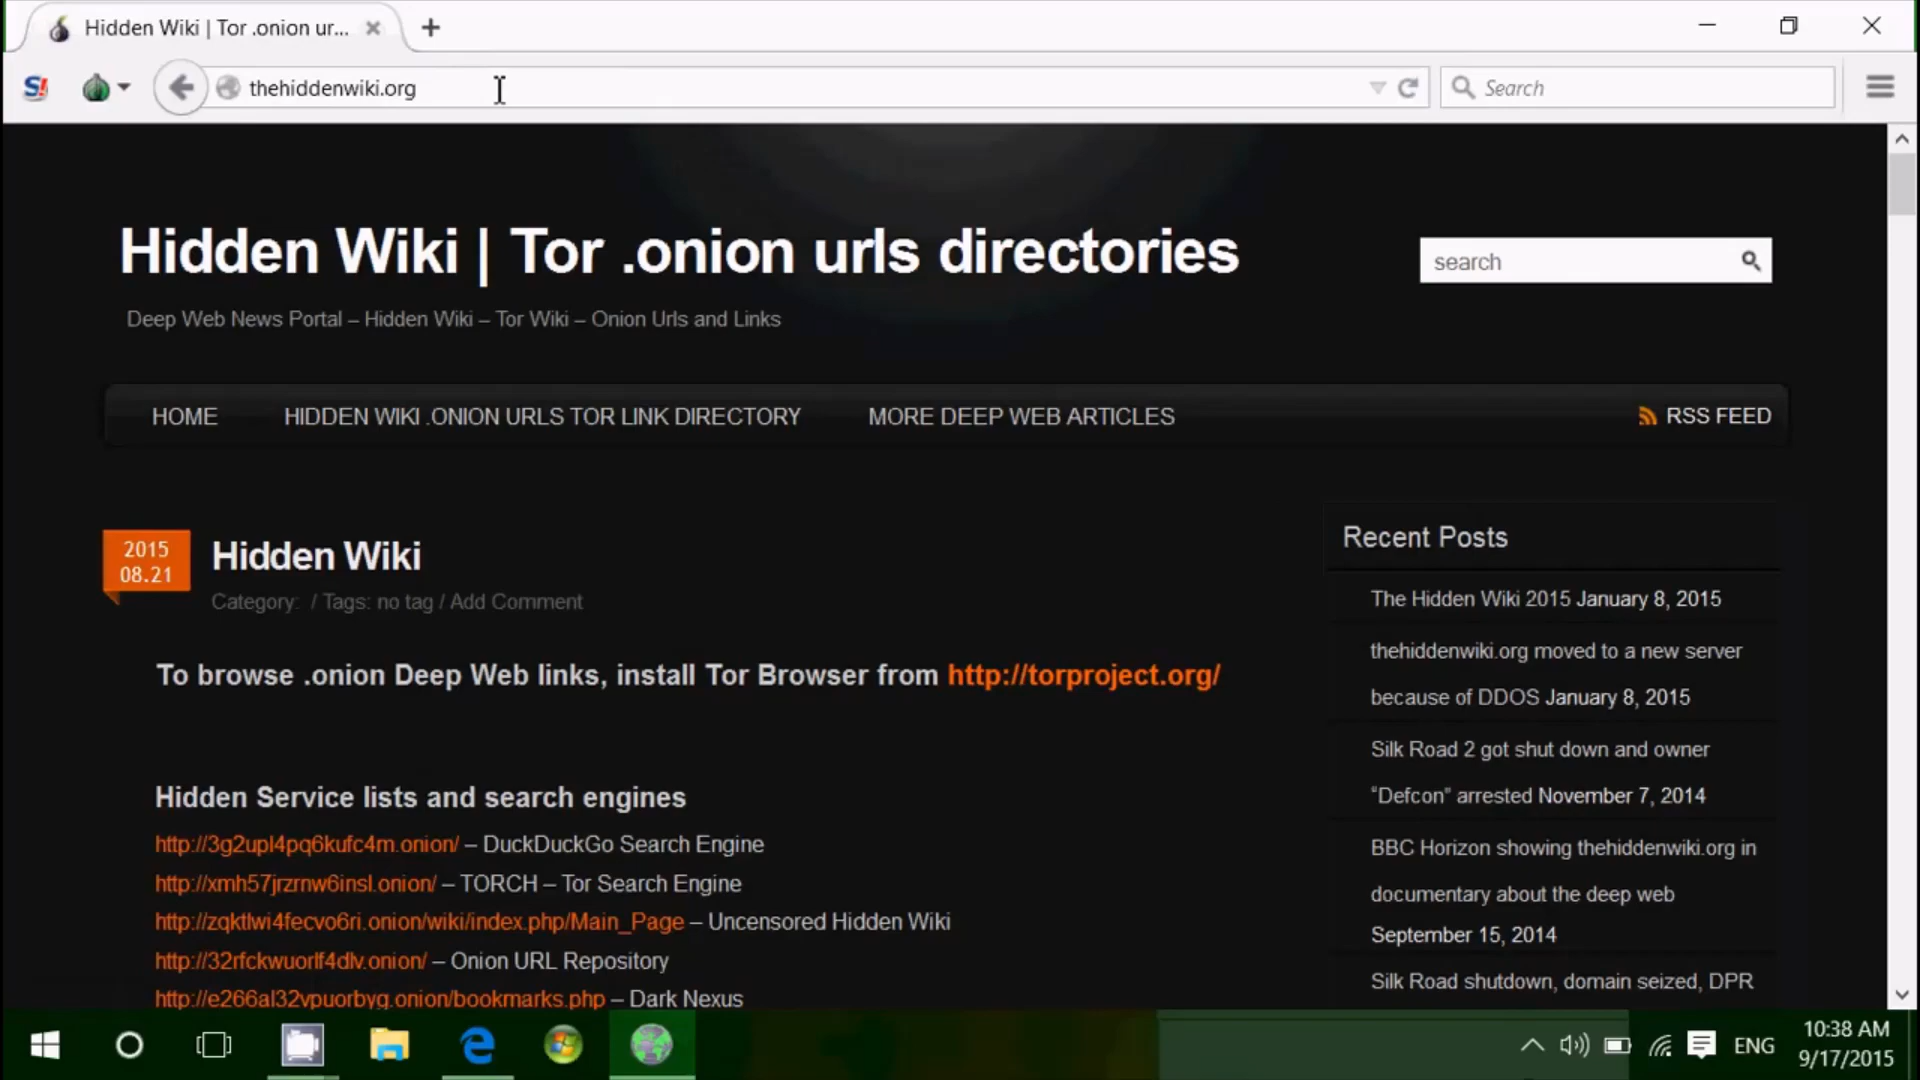 Hidden Wiki | Tor .onion ur...
S!
thehiddenwiki.org
Search
Hidden Wiki | Tor .onion urls directories
search
Deep Web News Portal – Hidden Wiki – Tor Wiki – Onion Urls and Links
HOME
HIDDEN WIKI .ONION URLS TOR LINK DIRECTORY
MORE DEEP WEB ARTICLES
RSS FEED
2015
08.21
Hidden Wiki
Category: / Tags: no tag / Add Comment
To browse .onion Deep Web links, install Tor Browser from http://torproject.org/
Hidden Service lists and search engines
http://3g2upl4pq6kufc4m.onion/ – DuckDuckGo Search Engine
http://xmh57jrzrnw6insl.onion/ – TORCH – Tor Search Engine
http://zqktlwi4fecvo6ri.onion/wiki/index.php/Main_Page – Uncensored Hidden Wiki
http://32rfckwuorlf4dlv.onion/ – Onion URL Repository
http://e266al32vpuorbyg.onion/bookmarks.php – Dark Nexus
Recent Posts
The Hidden Wiki 2015 January 8, 2015
thehiddenwiki.org moved to a new server
because of DDOS January 8, 2015
Silk Road 2 got shut down and owner
“Defcon” arrested November 7, 2014
BBC Horizon showing thehiddenwiki.org in
documentary about the deep web
September 15, 2014
Silk Road shutdown, domain seized, DPR
ENG
10:38 AM
9/17/2015